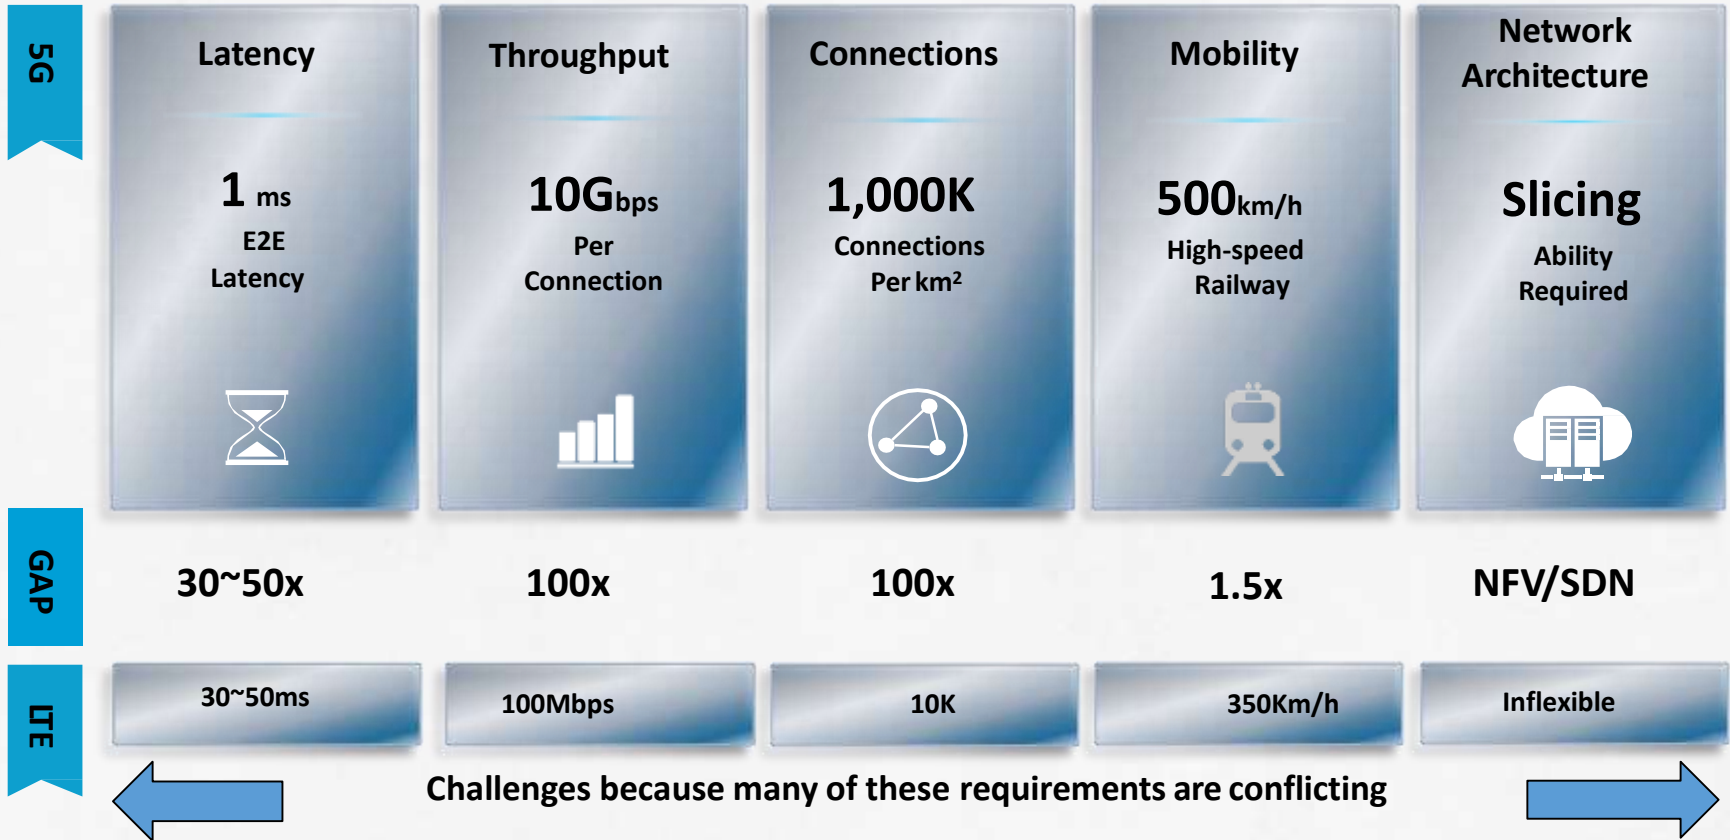 5G
Latency
1 ms
E2E
Latency
Throughput
10Gbps
Per
Connection
Connections
1,000K
Connections
Per km²
Mobility
500km/h
High-speed
Railway
Network
Architecture
Slicing
Ability
Required
GAP
30~50x
100x
100x
1.5x
NFV/SDN
LTE
30~50ms
100Mbps
10K
350Km/h
Inflexible
Challenges because many of these requirements are conflicting